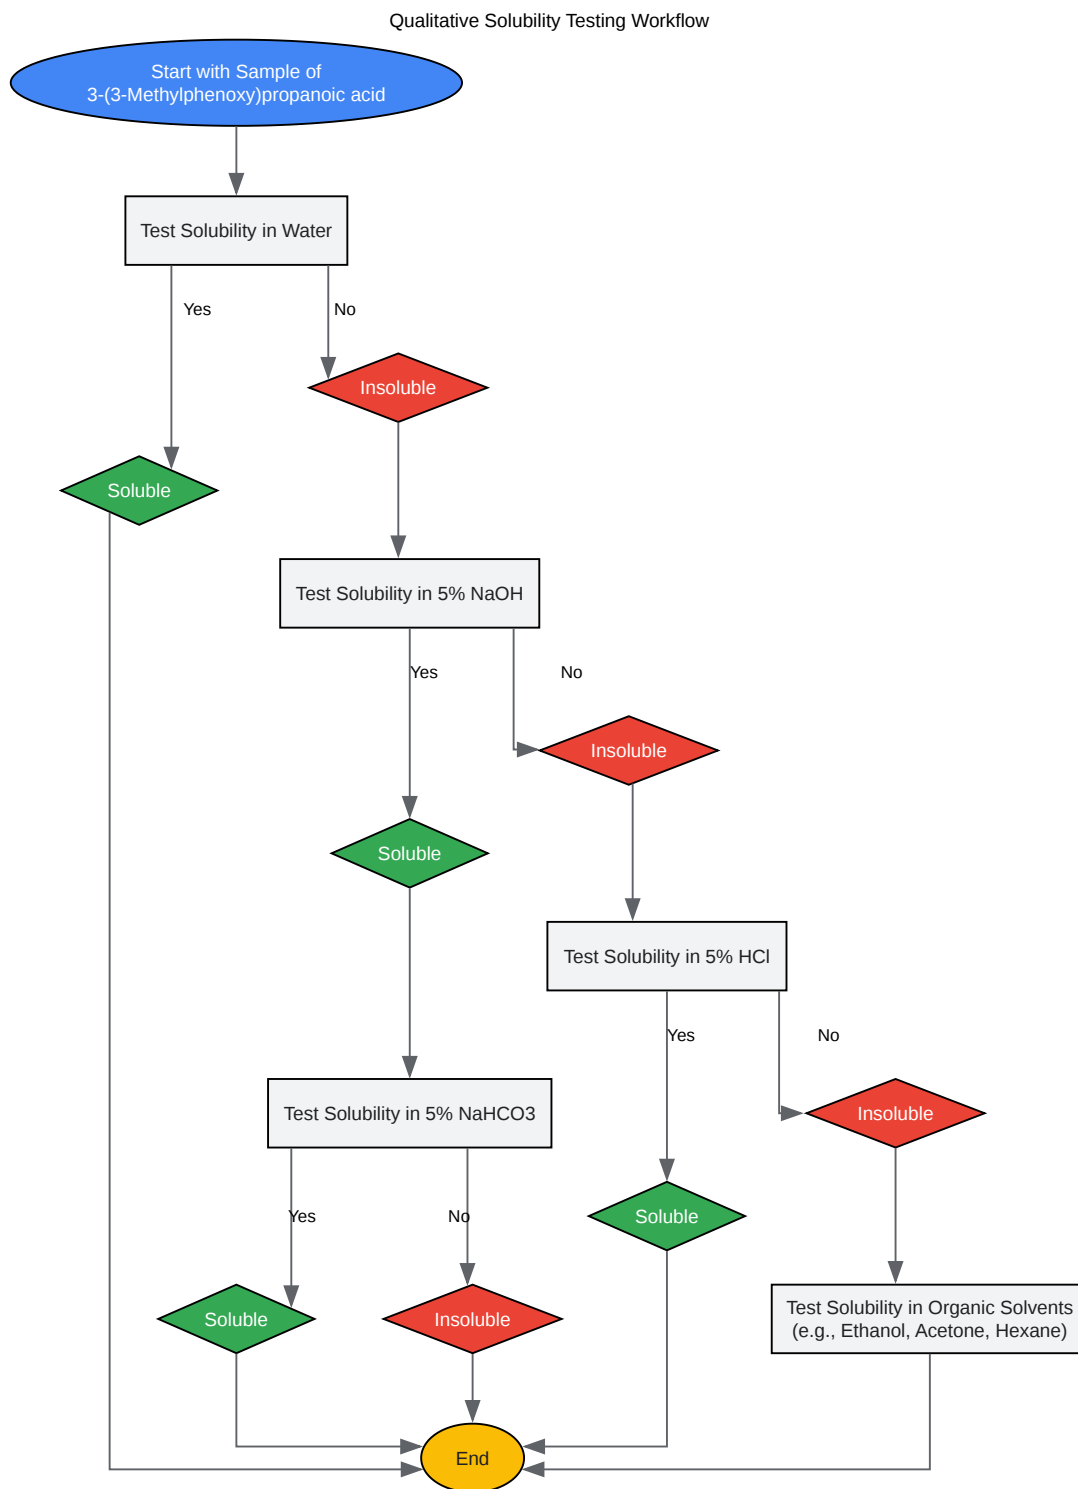 Qualitative Solubility Testing Workflow
Start with Sample of
3-(3-Methylphenoxy)propanoic acid
Test Solubility in Water
Yes
No
Insoluble
Soluble
Test Solubility in 5% NaOH
Yes
No
Insoluble
Soluble
Test Solubility in 5% HCl
Yes
No
Test Solubility in 5% NaHCO3
Insoluble
Yes
No
Soluble
Soluble
Insoluble
Test Solubility in Organic Solvents
(e.g., Ethanol, Acetone, Hexane)
End